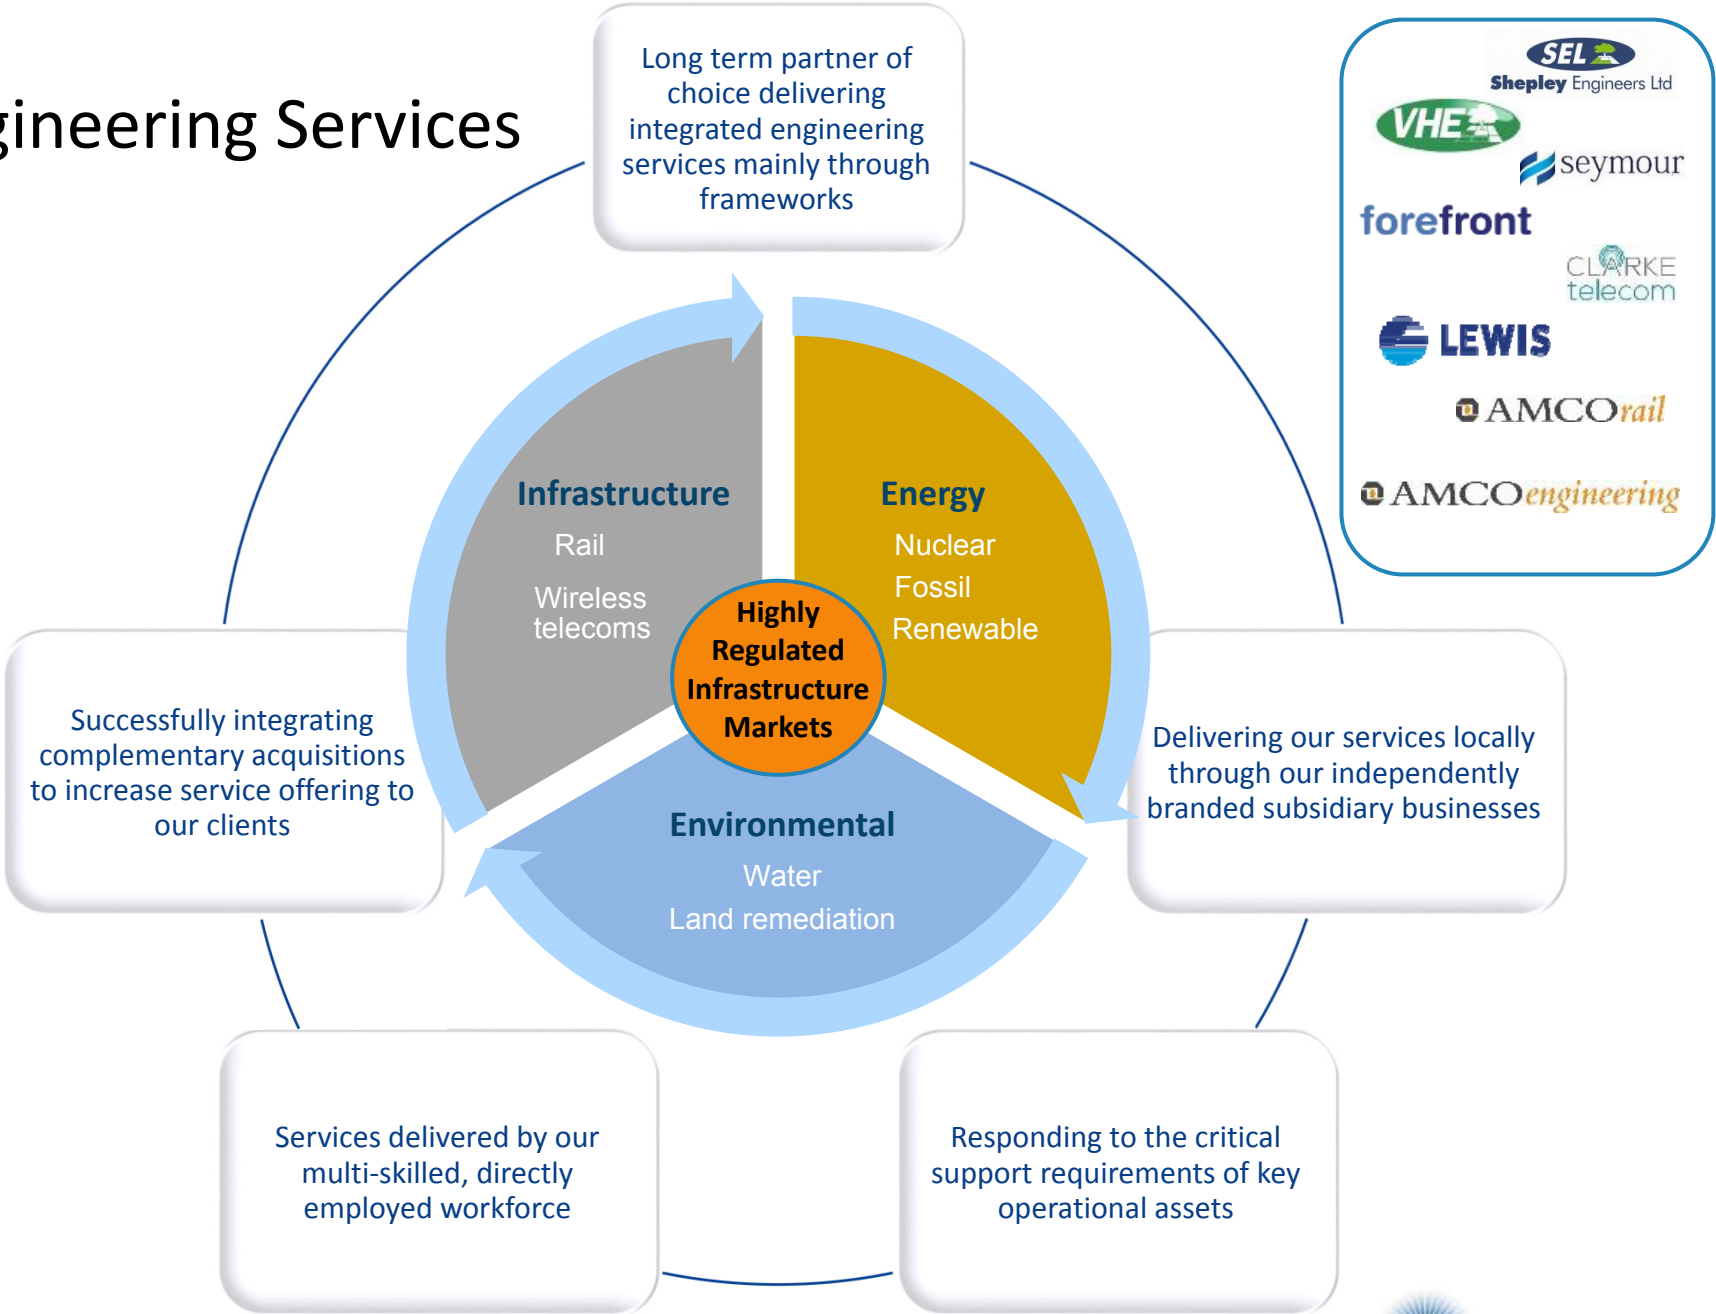 gineering Services
Long term partner of
choice delivering
integrated engineering
services mainly through
frameworks
SEL
Shepley Engineers Ltd
VHE
seymour
forefront
CLARKE
telecom
LEWIS
AMCOrail
AMCOengineering
Infrastructure
Rail
Wireless
telecoms
Energy
Nuclear
Fossil
Renewable
Highly
Regulated
Infrastructure
Markets
Environmental
Water
Land remediation
Successfully integrating
complementary acquisitions
to increase service offering to
our clients
Delivering our services locally
through our independently
branded subsidiary businesses
Services delivered by our
multi-skilled, directly
employed workforce
Responding to the critical
support requirements of key
operational assets